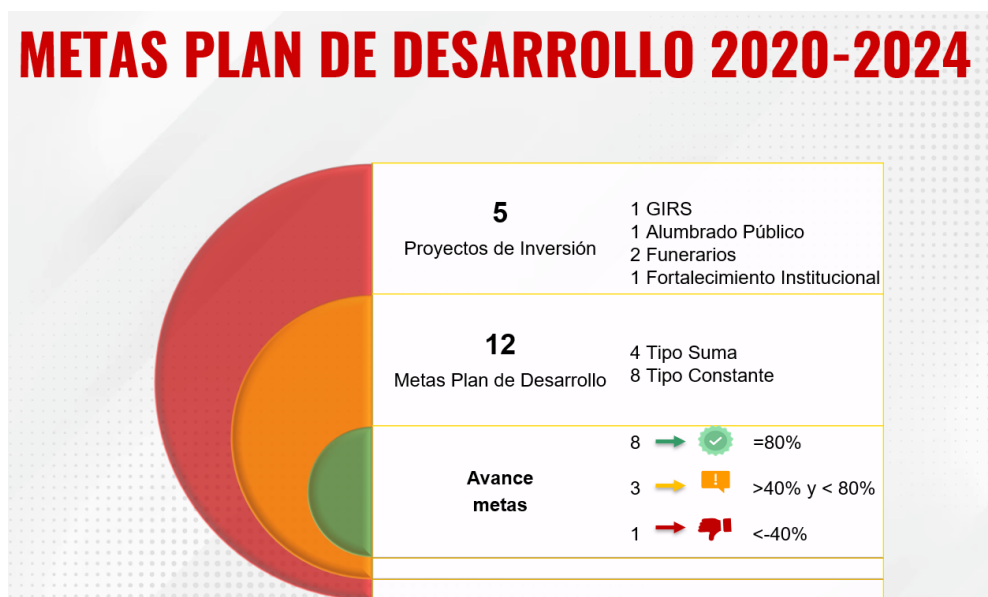 METAS PLAN DE DESARROLLO 2020-2024
5
Proyectos de Inversión
1 GIRS
1 Alumbrado Público
2 Funerarios
1 Fortalecimiento Institucional
12
Metas Plan de Desarrollo
4 Tipo Suma
8 Tipo Constante
Avance
metas
8 =80%
3 >40% y < 80%
1 <-40%